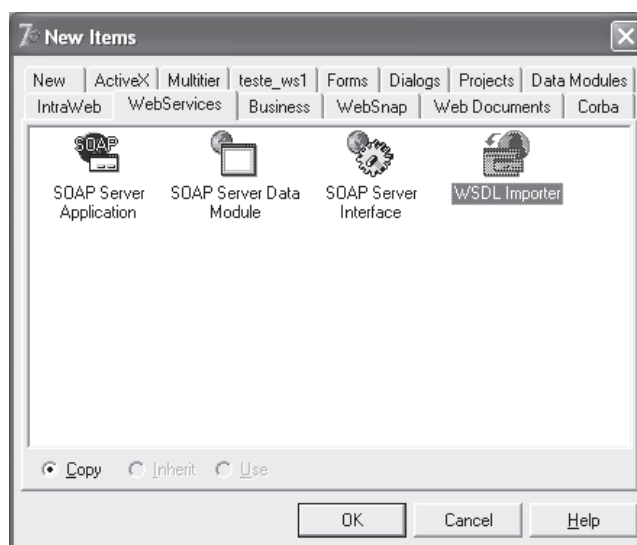 7 New Items
New ActiveX Multitier teste_ws1 Forms Dialogs Projects Data Modules
IntraWeb WebServices Business WebSnap Web Documents Corba
SOAP
SOAP Server Application
SOAP Server Data Module
SOAP Server Interface
WSDL Importer
Copy Inherit Use
OK Cancel Help